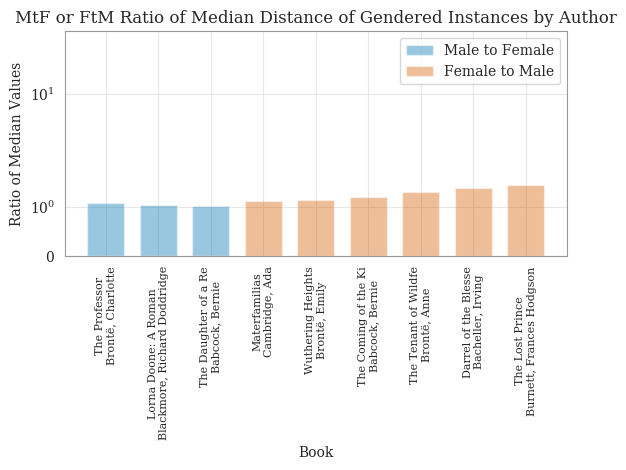 MtF or FtM Ratio of Median Distance of Gendered Instances by Author
Male to Female
Female to Male
Ratio of Median Values
10¹
10⁰
0
The Professor
Brontë, Charlotte
Lorna Doone: A Roman
Blackmore, Richard Doddridge
The Daughter of a Re
Babcock, Bernie
Materfamilias
Cambridge, Ada
Wuthering Heights
Brontë, Emily
The Coming of the Ki
Babcock, Bernie
The Tenant of Wildfe
Brontë, Anne
Darrel of the Blesse
Bacheller, Irving
The Lost Prince
Burnett, Frances Hodgson
Book